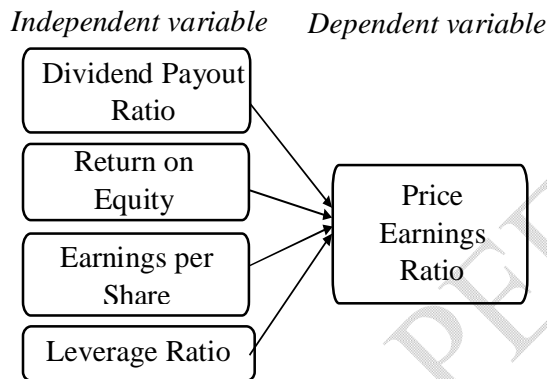 Independent variable
Dependent variable
Dividend Payout
Ratio
Return on
Equity
Earnings per
Share
Leverage Ratio
Price
Earnings
Ratio